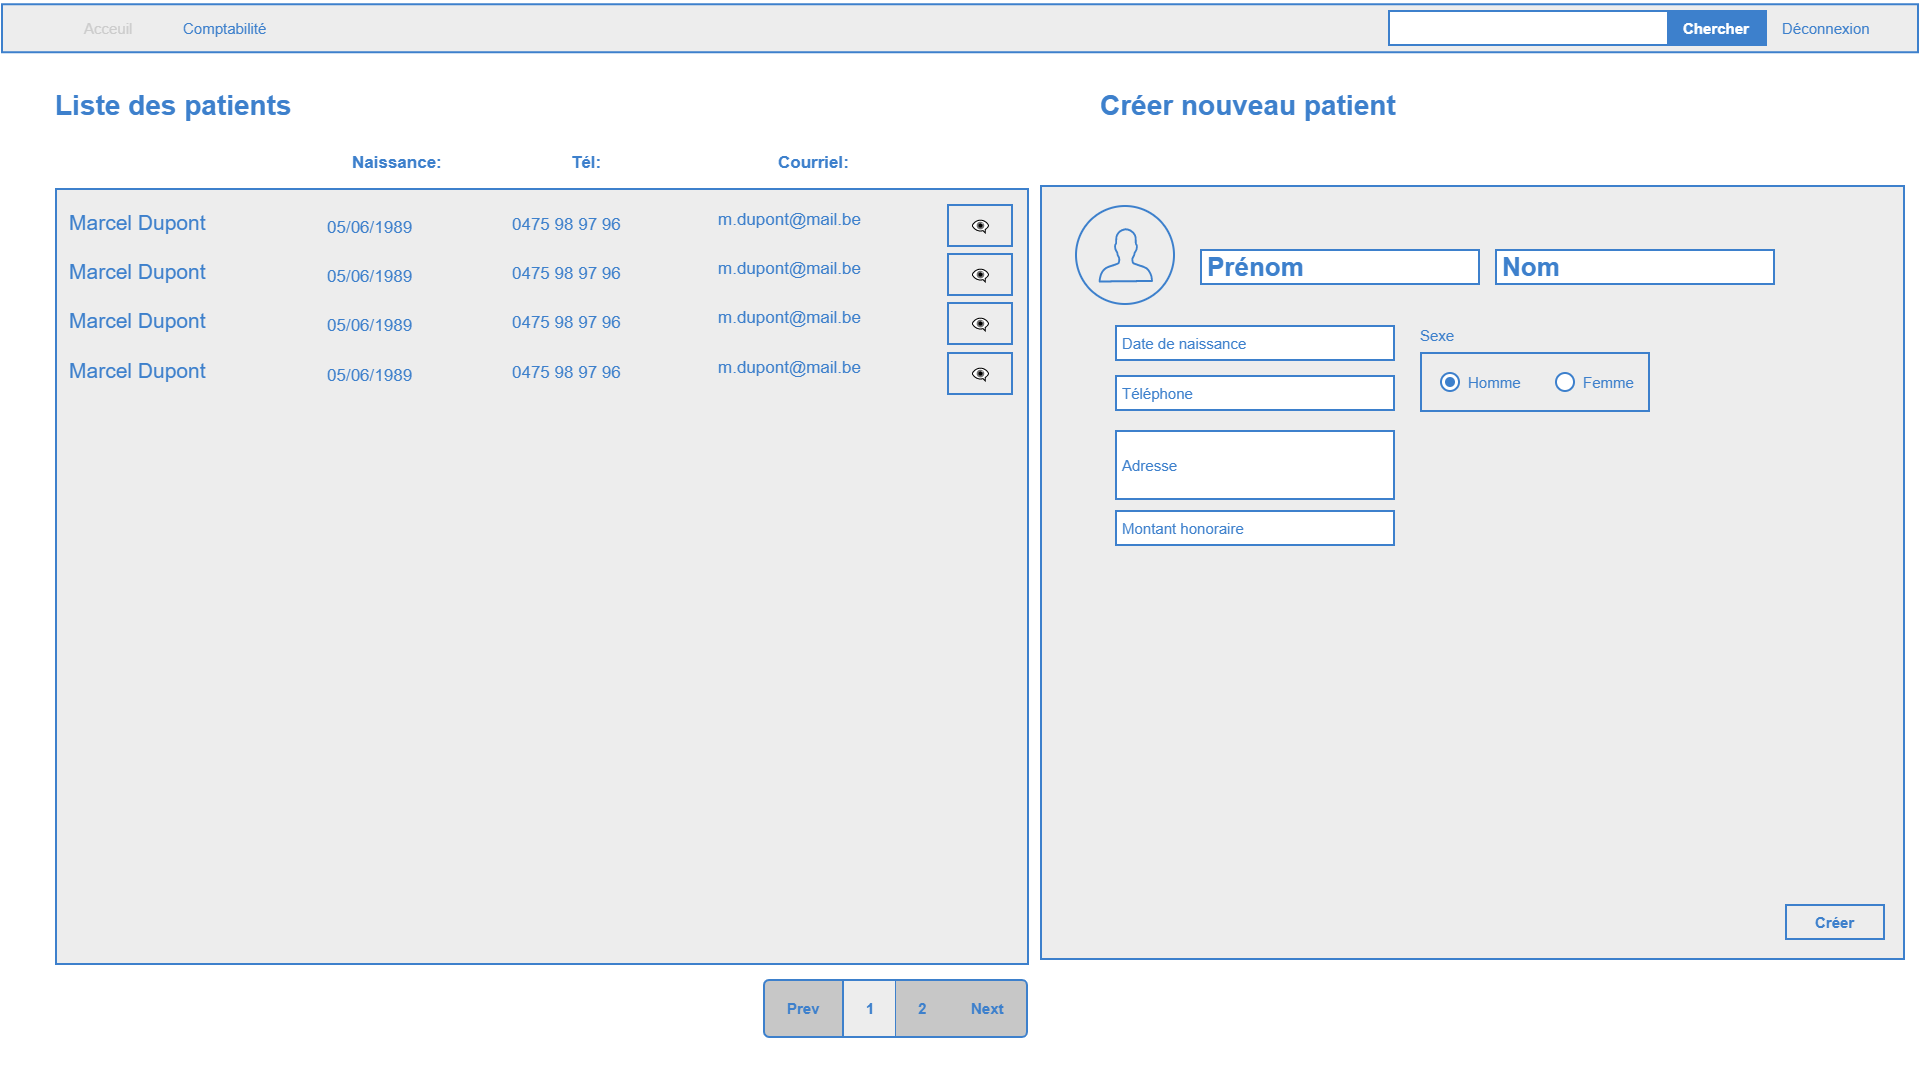 Acceuil Comptabilité Chercher Déconnexion
Liste des patients
Naissance: Tél: Courriel:
Marcel Dupont 05/06/1989 0475 98 97 96 m.dupont@mail.be
Marcel Dupont 05/06/1989 0475 98 97 96 m.dupont@mail.be
Marcel Dupont 05/06/1989 0475 98 97 96 m.dupont@mail.be
Marcel Dupont 05/06/1989 0475 98 97 96 m.dupont@mail.be
Prev 1 2 Next
Créer nouveau patient
Prénom Nom
Date de naissance
Téléphone
Adresse
Montant honoraire
Sexe
Homme Femme
Créer